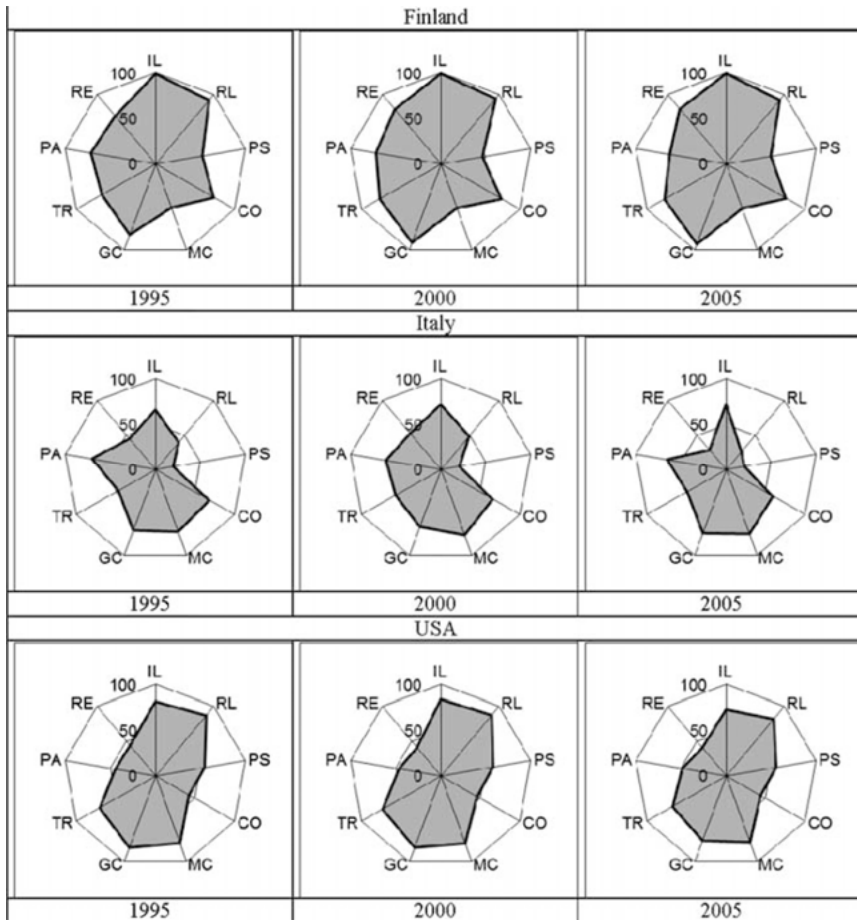 Finland
IL
100
RE
RL
50
PA
PS
0
TR
CO
GC
MC
IL
100
RE
RL
50
PA
PS
0
TR
CO
GC
MC
IL
100
RE
RL
50
PA
PS
0
TR
CO
GC
MC
1995
2000
2005
Italy
IL
100
RE
RL
50
PA
PS
0
TR
CO
GC
MC
IL
100
RE
RL
50
PA
PS
0
TR
CO
GC
MC
IL
100
RE
RL
50
PA
PS
0
TR
CO
GC
MC
1995
2000
2005
USA
IL
100
RE
RL
50
PA
PS
0
TR
CO
GC
MC
IL
100
RE
RL
50
PA
PS
0
TR
CO
GC
MC
IL
100
RE
RL
50
PA
PS
0
TR
CO
GC
MC
1995
2000
2005